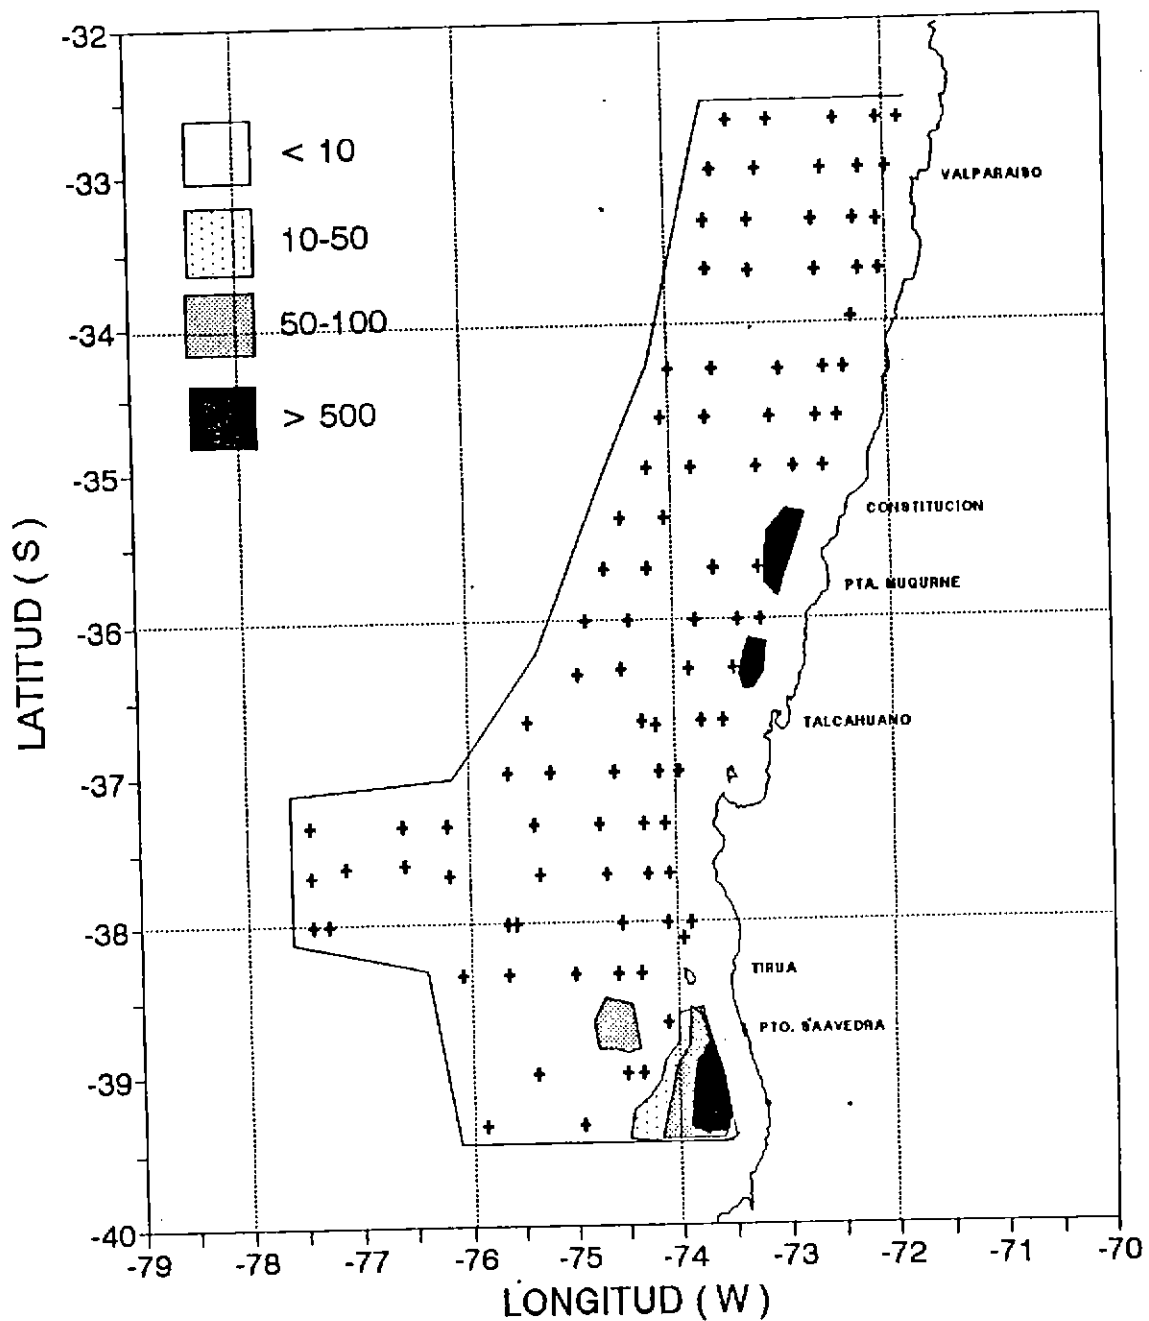 -32
-33
-34
-35
-36
-37
-38
-39
-40
LATITUD (S)
< 10
10-50
50-100
> 500
VALPARAISO
CONSTITUCION
PTA. NUGURNE
TALCAHUANO
TIRUA
PTO. SAAVEDRA
-79 -78 -77 -76 -75 -74 -73 -72 -71 -70
LONGITUD (W)